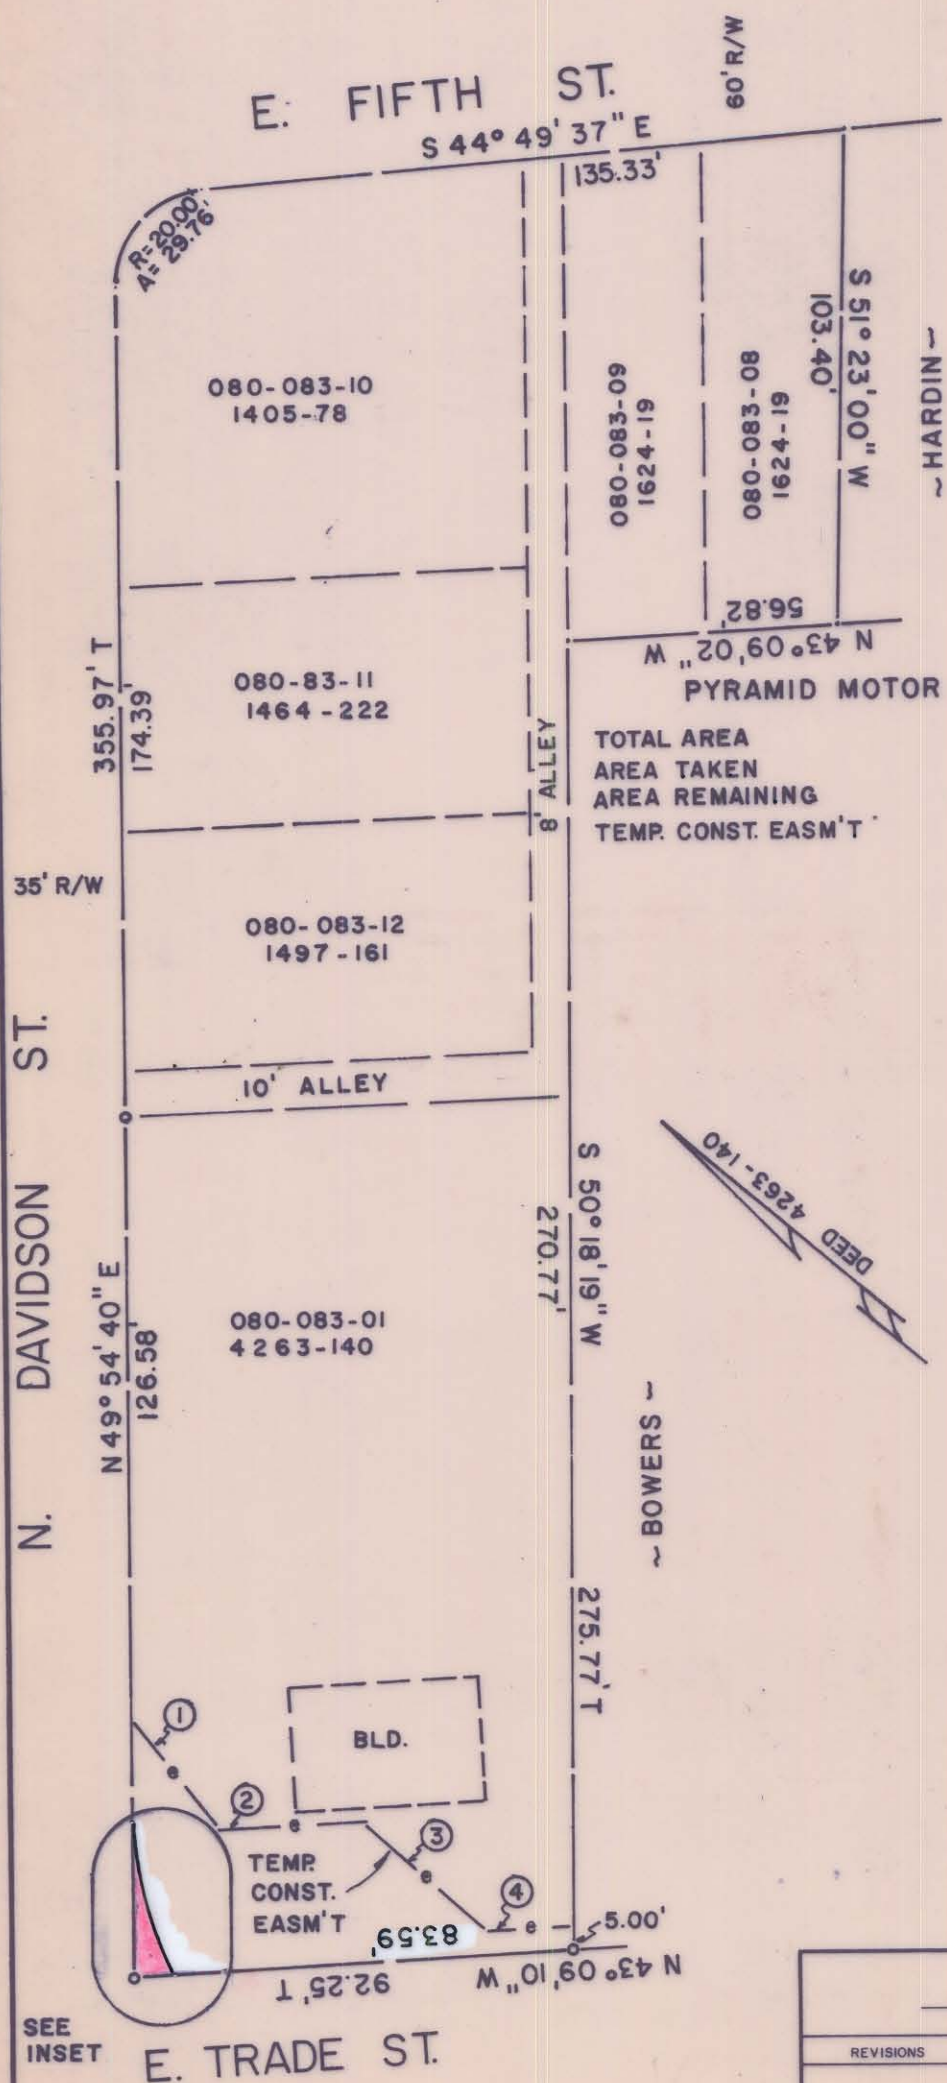 E. FIFTH ST.
60' R/W
S 44° 49' 37" E
135.33'
R=20.00'
A= 29.76'
080-083-10
1405-78
080-083-09
1624-19
080-083-08
1624-19
S 51° 23' 00" W
103.40'
~HARDIN~
56.82'
N 43° 09' 02" W
PYRAMID MOTOR
355.97' T
174.39'
080-83-11
1464-222
8' ALLEY
TOTAL AREA
AREA TAKEN
AREA REMAINING
TEMP. CONST. EASM'T
35' R/W
080-083-12
1497-161
N. DAVIDSON ST.
10' ALLEY
S 50° 18' 19" W
270.77'
DEED 4263-140
N 49° 54' 40" E
126.58'
080-083-01
4263-140
~BOWERS~
275.77' T
1
BLD.
2
e
e
3
e
TEMP.
CONST.
EASM'T
4
e
5.00'
83.59'
92.25' T
N 43° 09' 10" W
SEE
INSET
E. TRADE ST.
REVISIONS